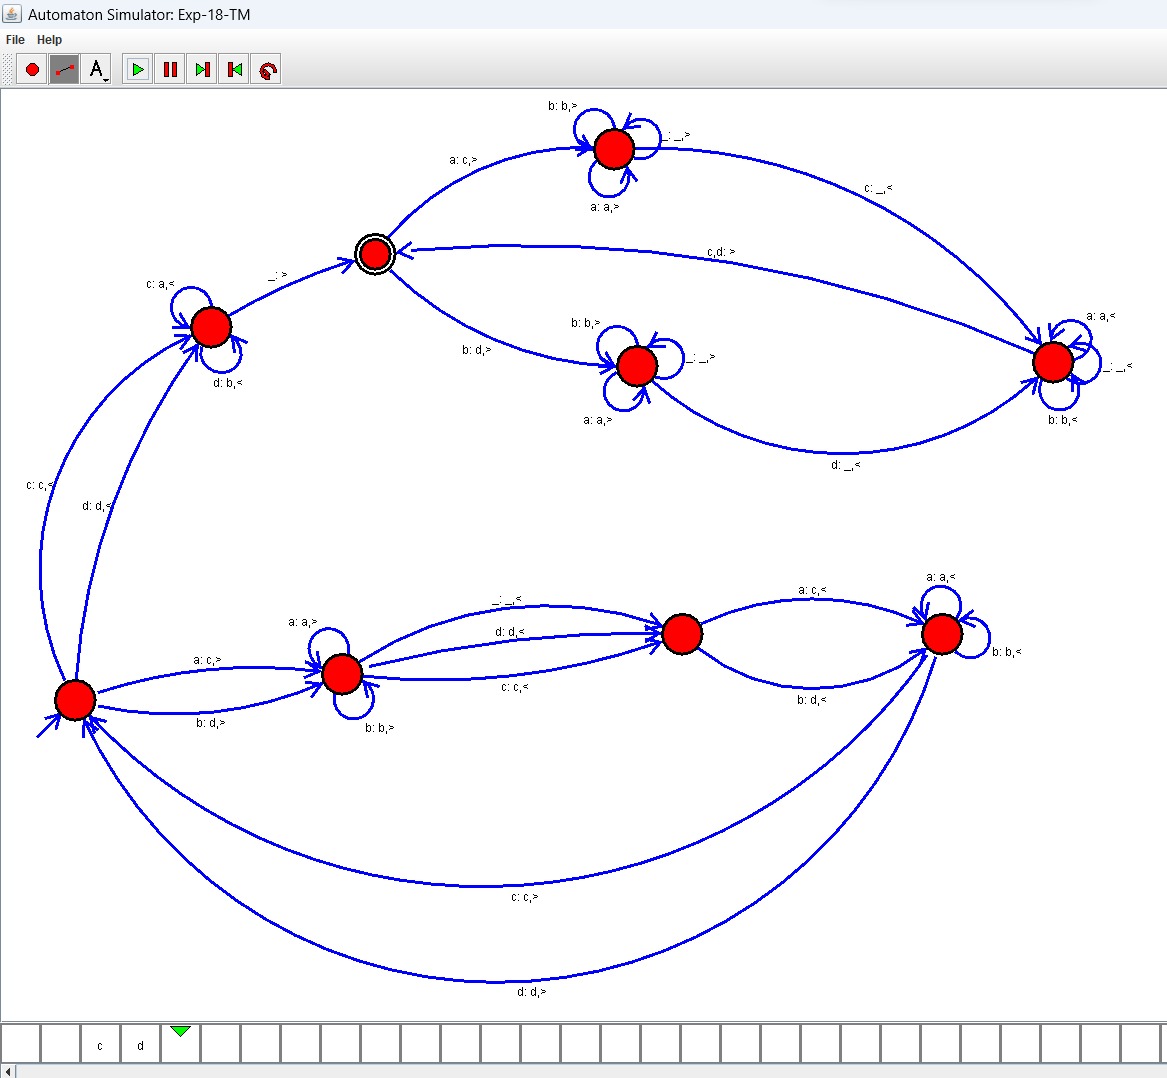 Automaton Simulator: Exp-18-TM
File Help
A
b: b,>
_: _,>
a: c,>
c: _,<
a: a,>
c,d: >
_: >
c: a,<
a: a,<
b: b,>
b: d,>
_: _,>
_: _,<
d: b,<
a: a,>
b: b,<
d: _,<
c: c,<
d: d,<
a: a,<
a: c,<
_: _,<
a: a,>
d: d,<
b: b,<
a: c,>
c: c,<
b: d,<
b: d,>
b: b,>
c: c,>
d: d,>
c d